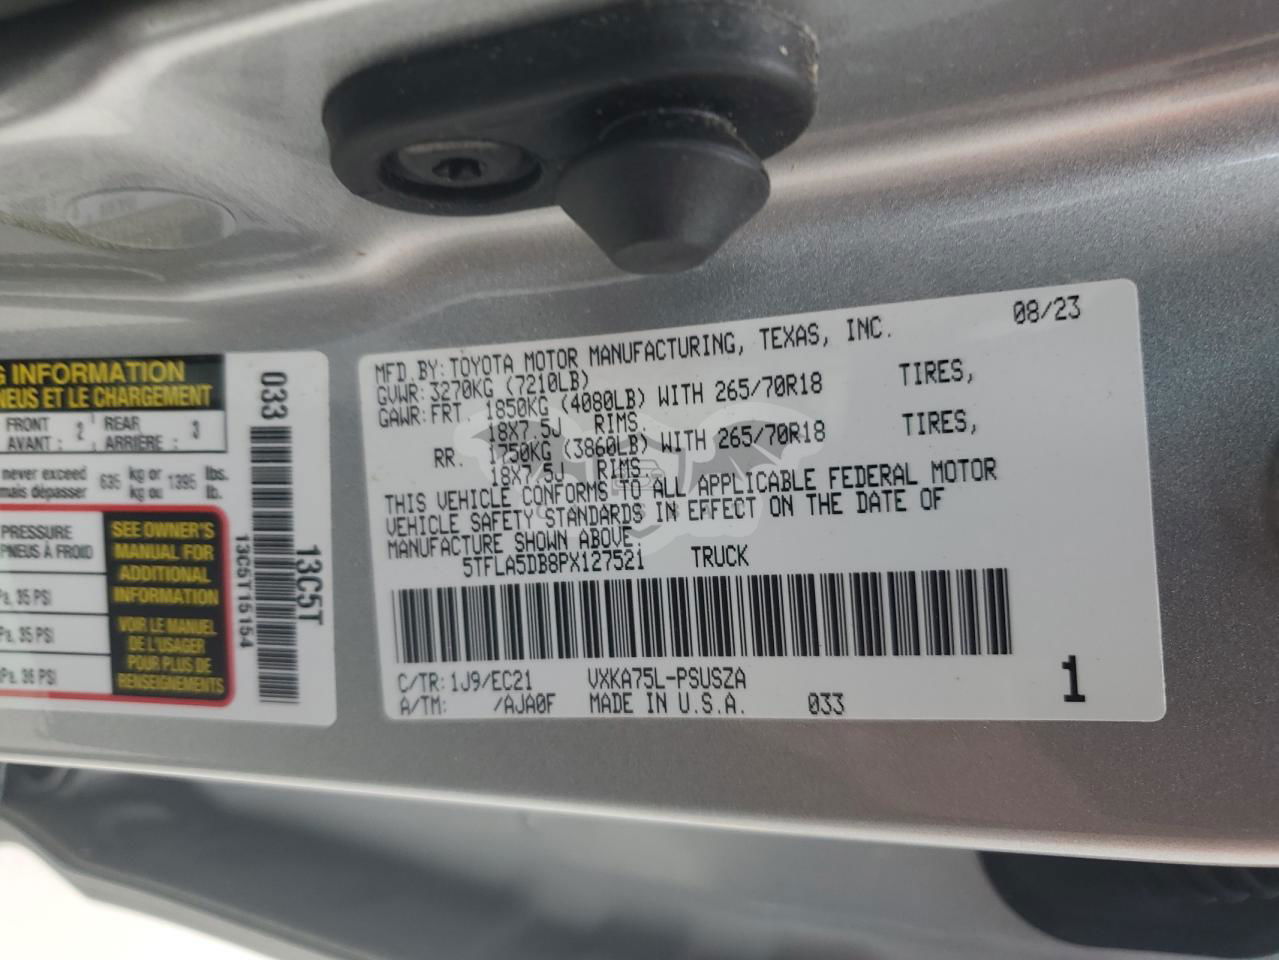 G INFORMATION
NEUS ET LE CHARGEMENT
FRONT
AVANT : 2
REAR
ARRIÈRE : 3
never exceed 635 kg or 1395 lbs.
mais dépasser kg ou lb.
PRESSURE
PNEUS À FROID
Pa, 35 PSI
Pa, 35 PSI
Pa, 36 PSI
SEE OWNER'S
MANUAL FOR
ADDITIONAL
INFORMATION
VOIR LE MANUEL
DE L'USAGER
POUR PLUS DE
RENSEIGNEMENTS
033
13C5T15154
13C5T
08/23
MFD. BY: TOYOTA MOTOR MANUFACTURING, TEXAS, INC.
GVWR: 3270KG (7210LB)
GAWR: FRT 1850KG (4080LB) WITH 265/70R18 TIRES,
18X7.5J RIMS.
RR. 1750KG (3860LB) WITH 265/70R18 TIRES,
18X7.5J RIMS.
THIS VEHICLE CONFORMS TO ALL APPLICABLE FEDERAL MOTOR
VEHICLE SAFETY STANDARDS IN EFFECT ON THE DATE OF
MANUFACTURE SHOWN ABOVE.
5TFLA5DB8PX127521 TRUCK
C/TR: 1J9/EC21 VXKA75L-PSUSZA
A/TM: /AJA0F MADE IN U.S.A. 033
1